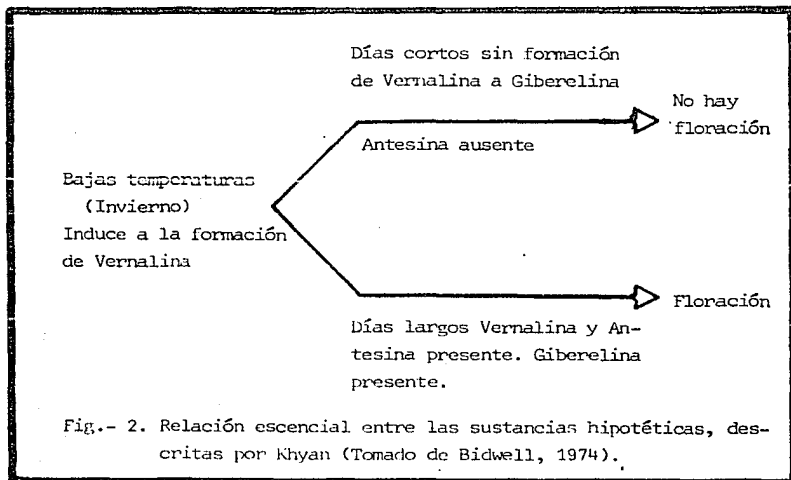 Días cortos sin formación
de Vernalina a Giberelina
No hay
floración
Antesina ausente
Bajas temperaturas
(Invierno)
Induce a la formación
de Vernalina
Floración
Días largos Vernalina y An-
tesina presente. Giberelina
presente.
Fig.- 2. Relación escencial entre las sustancias hipotéticas, des-
critas por Khyan (Tomado de Bidwell, 1974).